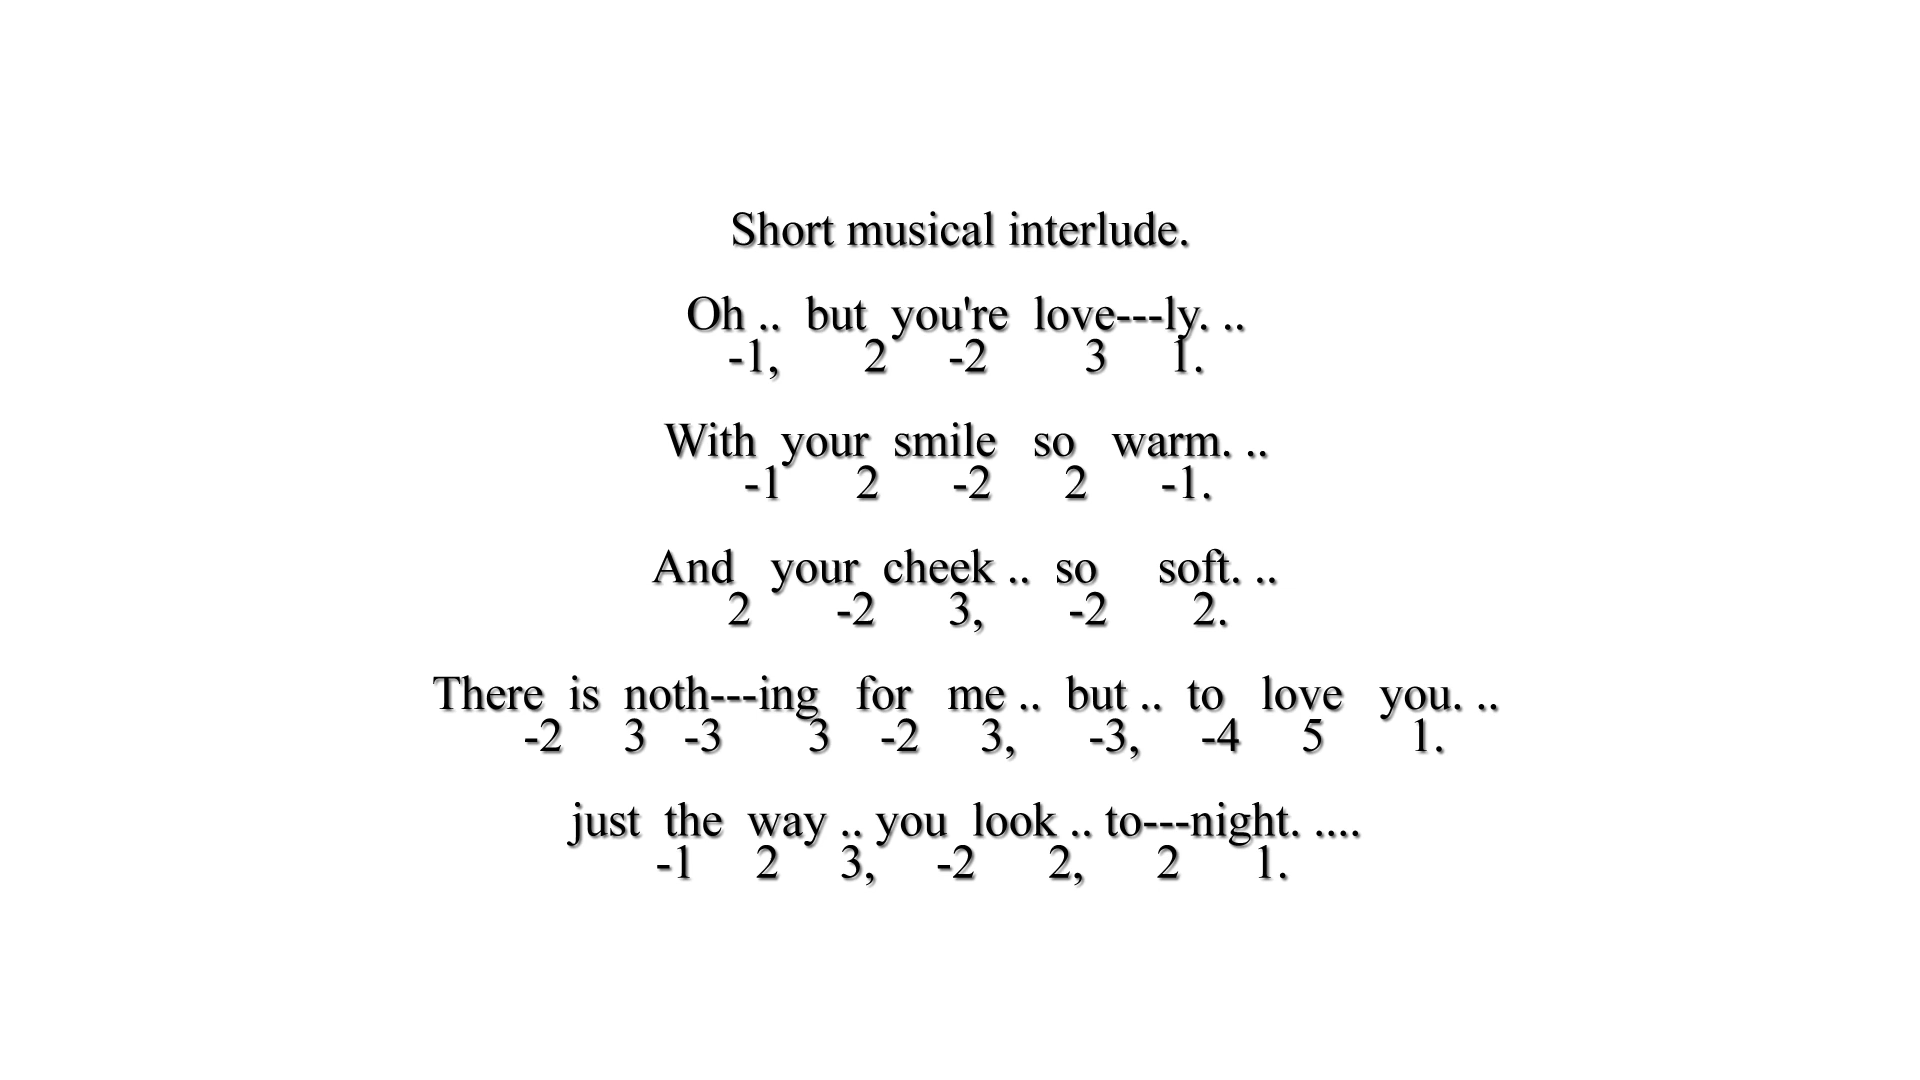 Short musical interlude.
Oh .. but you're love---ly. ..
-1, 2 -2 3 1.
With your smile so warm. ..
-1 2 -2 2 -1.
And your cheek .. so soft. ..
2 -2 3, -2 2.
There is noth---ing for me .. but .. to love you. ..
-2 3 -3 3 -2 3, -3, -4 5 1.
just the way .. you look .. to---night. ....
-1 2 3, -2 2, 2 1.